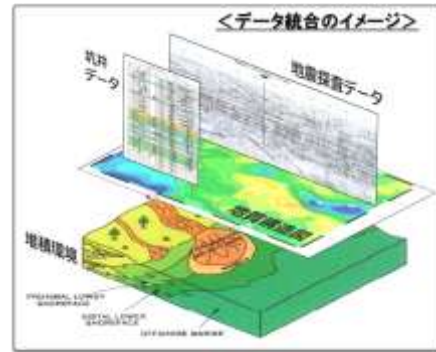 ＜データ統合のイメージ＞
坑井
データ
地震探査データ
地質構造図
堆積環境
PROXIMAL LOWER
SHOREFACE
DISTAL LOWER
SHOREFACE
OFFSHORE MARINE